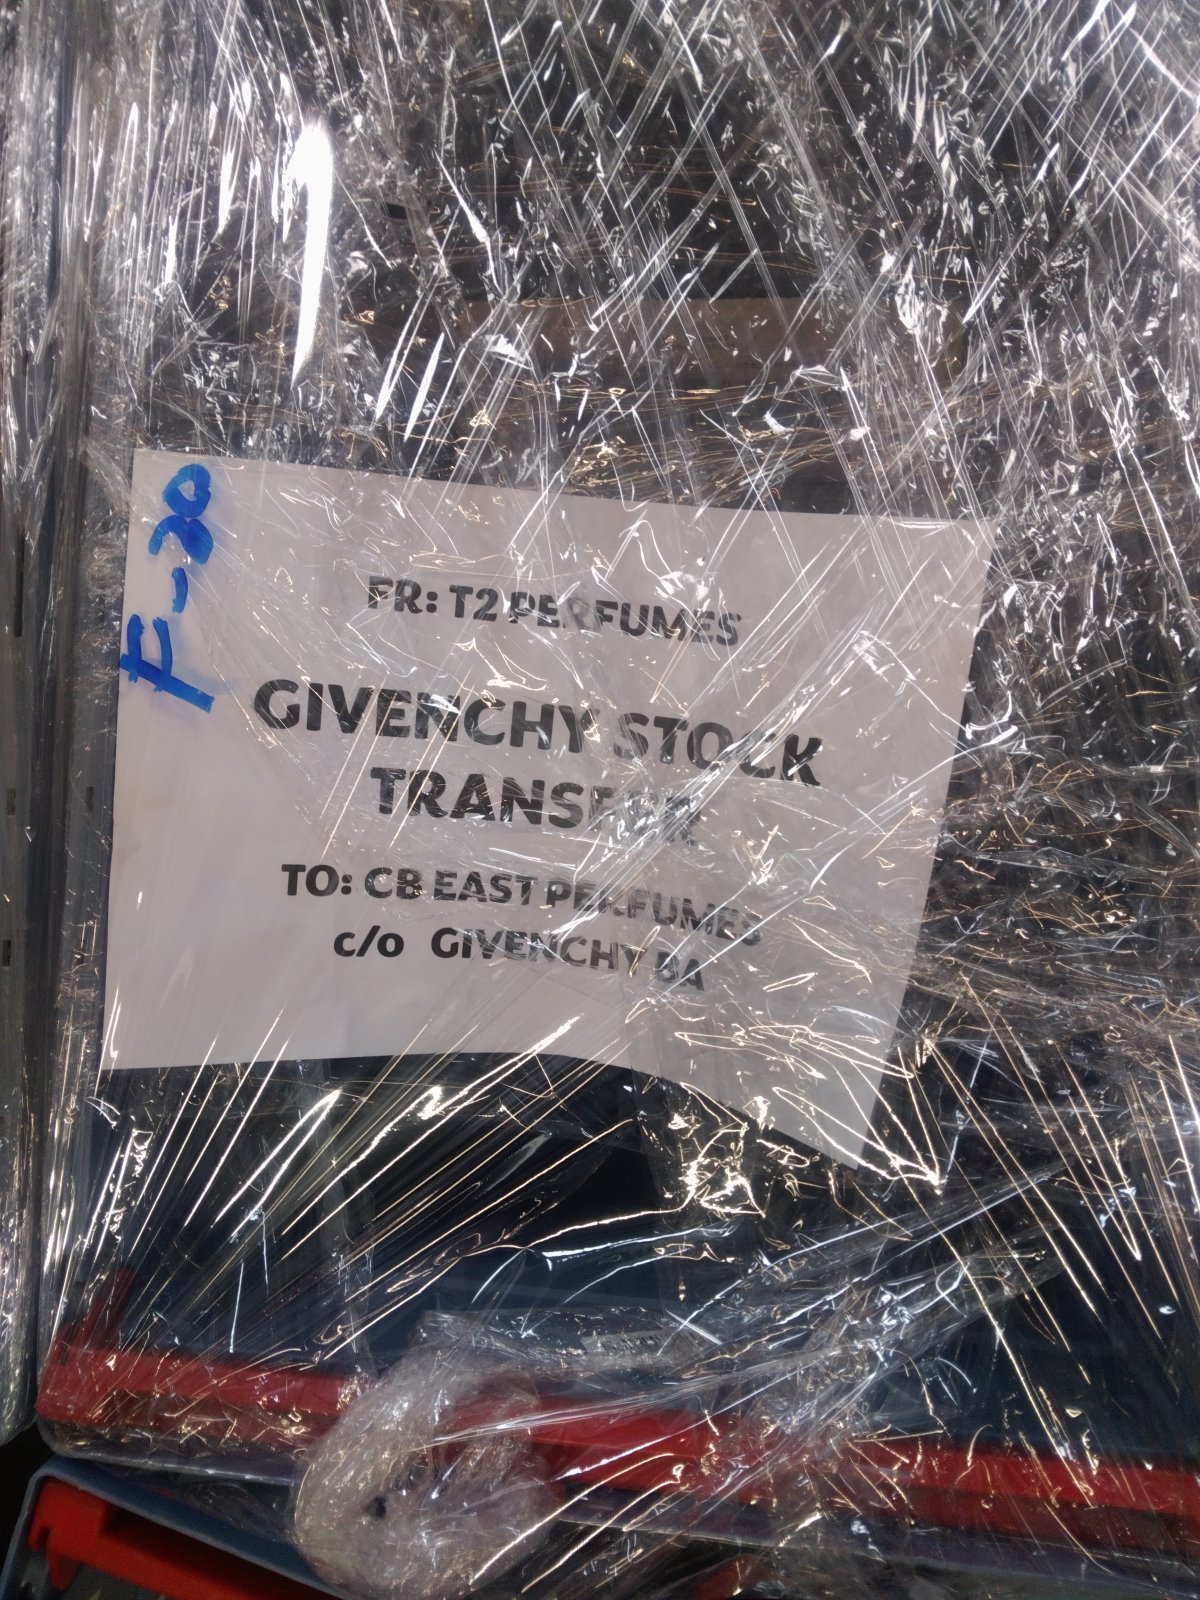 F-30
FR: T2 PERFUMES
GIVENCHY STOCK
TRANSFER
TO: CB EAST PERFUMES
c/o GIVENCHY BA